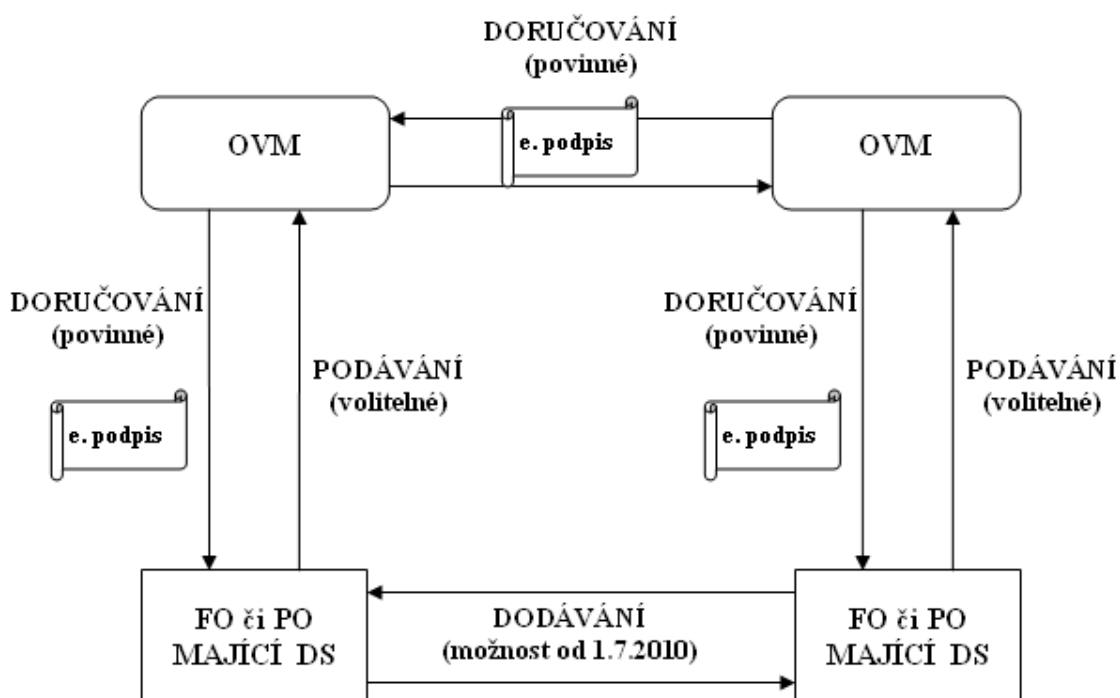 DORUČOVÁNÍ
(povinné)
OVM
e. podpis
OVM
DORUČOVÁNÍ
(povinné)
PODÁVÁNÍ
(volitelné)
e. podpis
DORUČOVÁNÍ
(povinné)
PODÁVÁNÍ
(volitelné)
e. podpis
FO či PO
MAJÍCÍ DS
DODÁVÁNÍ
(možnost od 1.7.2010)
FO či PO
MAJÍCÍ DS